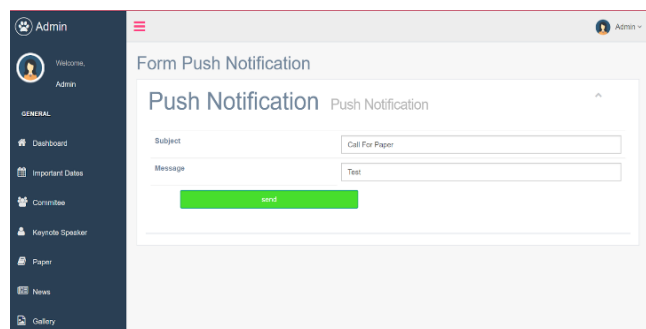 Admin
Admin
Welcome,
Admin
GENERAL
Dashboard
Important Dates
Commitee
Keynote Speaker
Paper
News
Gallery
Form Push Notification
Push Notification Push Notification
Subject
Call For Paper
Message
Test
send